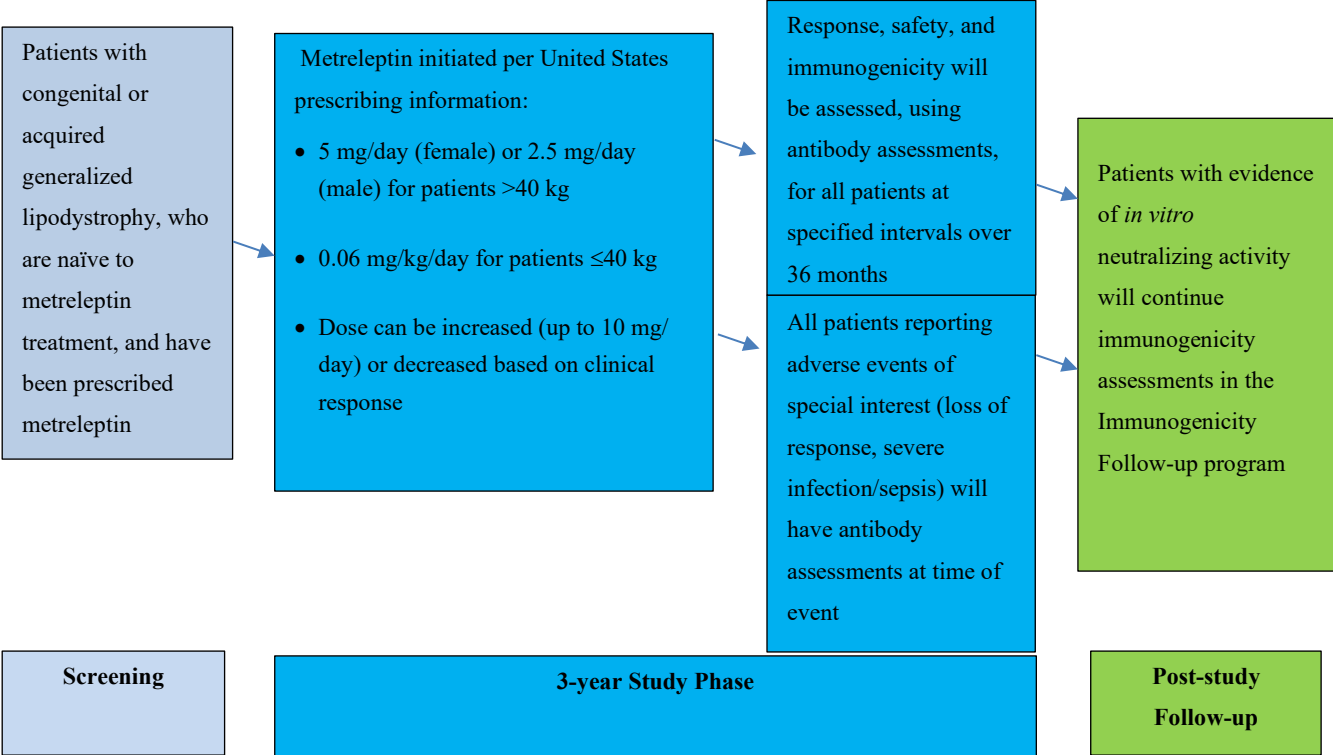 Patients with
congenital or
acquired
generalized
lipodystrophy, who
are naïve to
metreleptin
treatment, and have
been prescribed
metreleptin
Metreleptin initiated per United States
prescribing information:
• 5 mg/day (female) or 2.5 mg/day
(male) for patients >40 kg
• 0.06 mg/kg/day for patients ≤40 kg
• Dose can be increased (up to 10 mg/
day) or decreased based on clinical
response
Response, safety, and
immunogenicity will
be assessed, using
antibody assessments,
for all patients at
specified intervals over
36 months
All patients reporting
adverse events of
special interest (loss of
response, severe
infection/sepsis) will
have antibody
assessments at time of
event
Patients with evidence
of in vitro
neutralizing activity
will continue
immunogenicity
assessments in the
Immunogenicity
Follow-up program
Screening
3-year Study Phase
Post-study
Follow-up